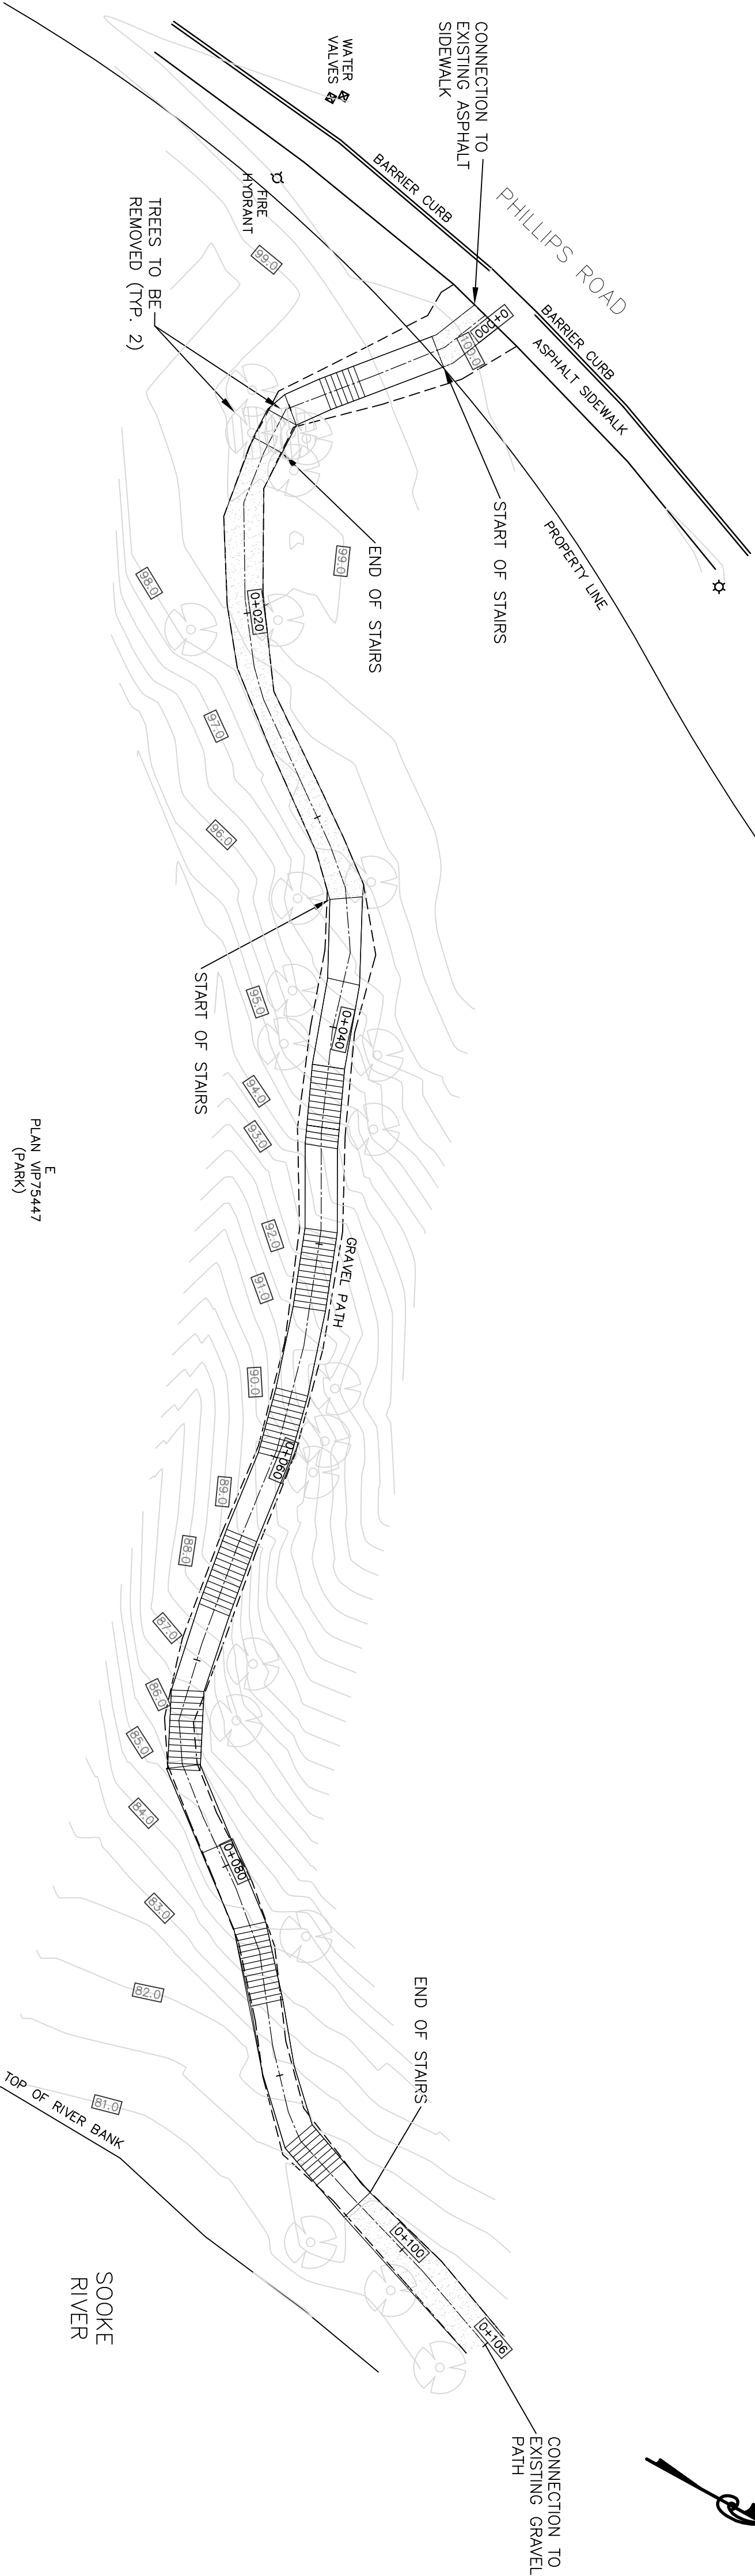 CONNECTION TO
EXISTING ASPHALT
SIDEWALK
WATER
VALVES
BARRIER CURB
PHILLIPS ROAD
FIRE
HYDRANT
99.0
TREES TO BE
REMOVED (TYP. 2)
0+000
100.0
BARRIER CURB
ASPHALT SIDEWALK
START OF STAIRS
PROPERTY LINE
END OF STAIRS
99.0
98.0
0+020
97.0
96.0
START OF STAIRS
95.0
0+040
94.0
93.0
92.0
91.0
GRAVEL PATH
E
PLAN VIP75447
(PARK)
90.0
0+060
89.0
88.0
87.0
86.0
85.0
84.0
0+080
83.0
82.0
81.0
END OF STAIRS
TOP OF RIVER BANK
0+100
0+106
SOOKE
RIVER
CONNECTION TO
EXISTING GRAVEL
PATH